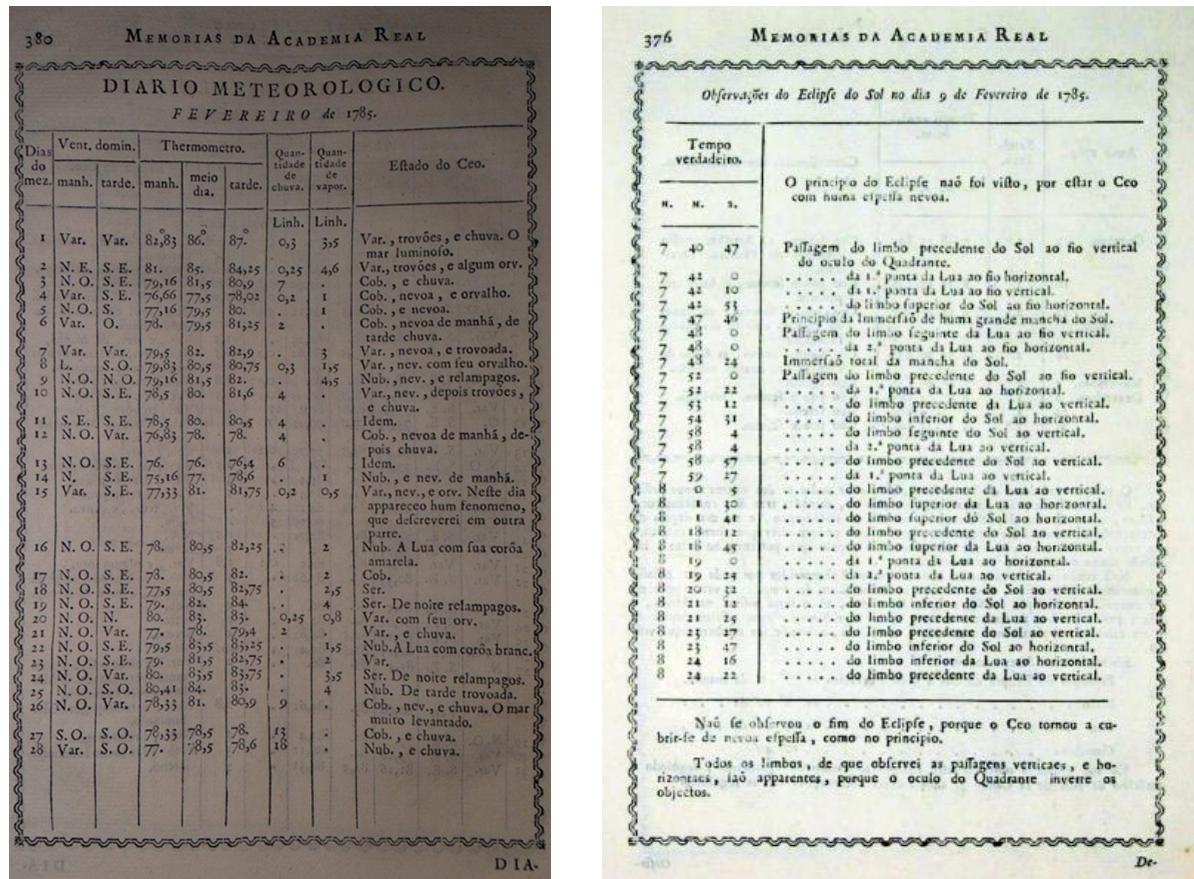 380 MEMORIAS DA ACADEMIA REAL
DIARIO METEOROLOGICO.
FEVEREIRO de 1785.
Dias do mez. Vent. domin. Thermometro. Quantidade de chuva. Quantidade de vapor. Eſtado do Ceo.
manh. tarde. manh. meio dia. tarde.
Linh. Linh.
1 Var. Var. 82,83 86. 87. 0,3 3,5 Var., trovões, e chuva. O
mar luminoſo.
2 N. E. S. E. 81. 85. 84,25 0,25 4,6 Var., trovões, e algum orv.
3 N. O. S. E. 79,16 81,5 80,9 7 . Cob., e chuva.
4 Var. S. E. 76,66 77,5 78,02 0,2 1 Cob., nevoa, e orvalho.
5 N. O. S. 77,16 79,5 80. . 1 Cob., e nevoa.
6 Var. O. 78. 79,5 81,25 2 . Cob., nevoa de manhã, de
tarde chuva.
7 Var. Var. 79,5 82. 82,9 . 3 Var., nevoa, e trovoada.
8 L. S. O. 79,83 80,5 80,75 0,3 1,5 Var., nev. com ſeu orvalho.
9 N. O. N. O. 79,16 81,5 82. . 4,5 Nub., nev., e relampagos.
10 N. O. S. E. 78,5 80. 81,6 4 . Var., nev., depois trovões,
e chuva.
11 S. E. S. E. 78,5 80. 80,5 4 . Idem.
12 N. O. Var. 76,83 78. 78. 4 . Cob., nevoa de manhã, de-
pois chuva.
13 N. O. S. E. 76. 76. 76,4 6 . Idem.
14 N. S. E. 75,16 77. 78,6 . 1 Nub., e nev. de manhã.
15 Var. S. E. 77,33 81. 81,75 0,2 0,5 Var., nev., e orv. Neſte dia
appareceo hum fenomeno,
que deſcreverei em outra
parte.
16 N. O. S. E. 78. 80,5 82,25 . 2 Nub. A Lua com ſua corôa
amarela.
17 N. O. S. E. 78. 80,5 82. . 2 Cob.
18 N. O. S. E. 77,5 80,5 82,75 . 2,5 Ser.
19 N. O. S. E. 79. 82. 84. . 4 Ser. De noite relampagos.
20 N. O. N. 80. 83. 83. 0,25 0,8 Var. com ſeu orv.
21 N. O. Var. 77. 78. 79,4 2 . Var., e chuva.
22 N. O. S. E. 79,5 83,5 83,25 . 1,5 Nub. A Lua com corôa branc.
23 N. O. S. E. 79. 81,5 82,75 . 2 Var.
24 N. O. Var. 80. 83,5 83,75 . 3,5 Ser. De noite relampagos.
25 N. O. S. O. 80,41 84. 83. . 4 Nub. De tarde trovoada.
26 N. O. Var. 78,33 81. 80,9 9 . Cob., nev., e chuva. O mar
muito levantado.
27 S. O. S. O. 78,33 78,5 78. 13 . Cob., e chuva.
28 Var. S. O. 77. 78,5 78,6 18 . Nub., e chuva.
DIA-
376 MEMORIAS DA ACADEMIA REAL
Obſervações do Eclipſe do Sol no dia 9 de Fevereiro de 1785.
Tempo
verdadeiro.
H. M. S.
O principio do Eclipſe naõ foi viſto, por eſtar o Ceo
com huma eſpeſſa nevoa.
7 40 47 Paſſagem do limbo precedente do Sol ao fio vertical
do oculo do Quadrante.
7 42 0 . . . . . da 1.ª ponta da Lua ao fio horizontal.
7 42 10 . . . . . da 1.ª ponta da Lua ao fio vertical.
7 42 53 . . . . . do limbo ſuperior do Sol ao fio horizontal.
7 47 46 Principio da Immerſaõ de huma grande mancha do Sol.
7 48 0 Paſſagem do limbo ſeguinte da Lua ao fio vertical.
7 48 0 . . . . . da 2.ª ponta da Lua ao fio horizontal.
7 48 24 Immerſaõ total da mancha do Sol.
7 52 0 Paſſagem do limbo precedente do Sol ao fio vertical.
7 52 22 . . . . . da 1.ª ponta da Lua ao horizontal.
7 53 12 . . . . . do limbo precedente da Lua ao vertical.
7 54 31 . . . . . do limbo inferior do Sol ao horizontal.
7 58 4 . . . . . do limbo ſeguinte do Sol ao vertical.
7 58 4 . . . . . da 2.ª ponta da Lua ao vertical.
7 58 57 . . . . . do limbo precedente do Sol ao vertical.
7 59 27 . . . . . da 1.ª ponta da Lua ao vertical.
8 0 5 . . . . . do limbo precedente da Lua ao vertical.
8 1 30 . . . . . do limbo ſuperior da Lua ao horizontal.
8 1 41 . . . . . do limbo ſuperior do Sol ao horizontal.
8 18 12 . . . . . do limbo precedente do Sol ao vertical.
8 18 45 . . . . . do limbo ſuperior da Lua ao horizontal.
8 19 0 . . . . . da 1.ª ponta da Lua ao horizontal.
8 19 24 . . . . . da 2.ª ponta da Lua ao vertical.
8 20 32 . . . . . do limbo precedente do Sol ao vertical.
8 21 12 . . . . . do limbo inferior do Sol ao horizontal.
8 21 25 . . . . . do limbo precedente da Lua ao vertical.
8 23 27 . . . . . do limbo precedente do Sol ao vertical.
8 23 47 . . . . . do limbo inferior do Sol ao horizontal.
8 24 16 . . . . . do limbo inferior da Lua ao horizontal.
8 24 22 . . . . . do limbo precedente da Lua ao vertical.
Naõ ſe obſervou o fim do Eclipſe, porque o Ceo tornou a cu-
brir-ſe de nevoa eſpeſſa, como no principio.
Todos os limbos, de que obſervei as paſſagens verticaes, e ho-
rizontaes, ſaõ apparentes, porque o oculo do Quadrante inverte os
objectos.
De-